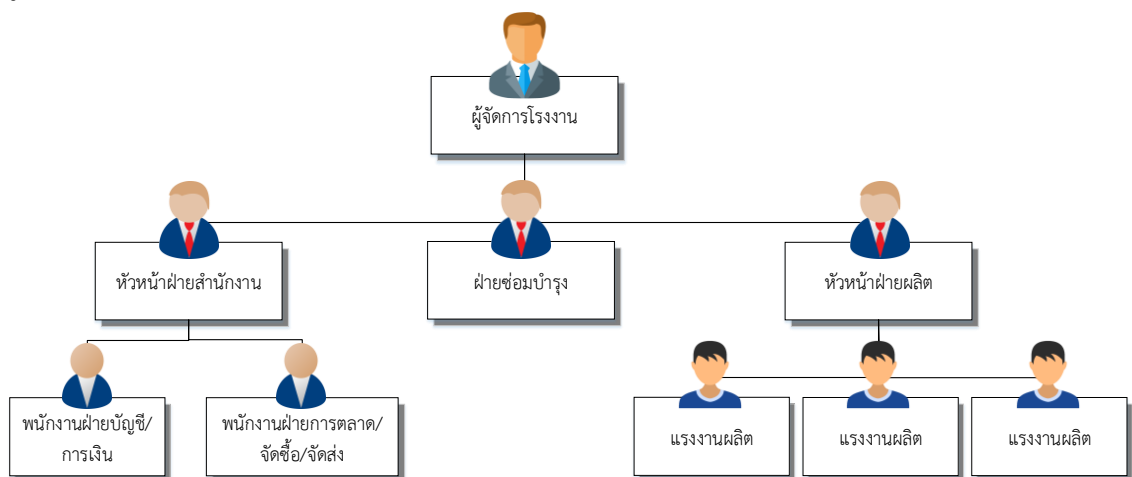 ผู้จัดการโรงงาน
หัวหน้าฝ่ายสำนักงาน
ฝ่ายซ่อมบำรุง
หัวหน้าฝ่ายผลิต
พนักงานฝ่ายบัญชี/
การเงิน
พนักงานฝ่ายการตลาด/
จัดซื้อ/จัดส่ง
แรงงานผลิต
แรงงานผลิต
แรงงานผลิต